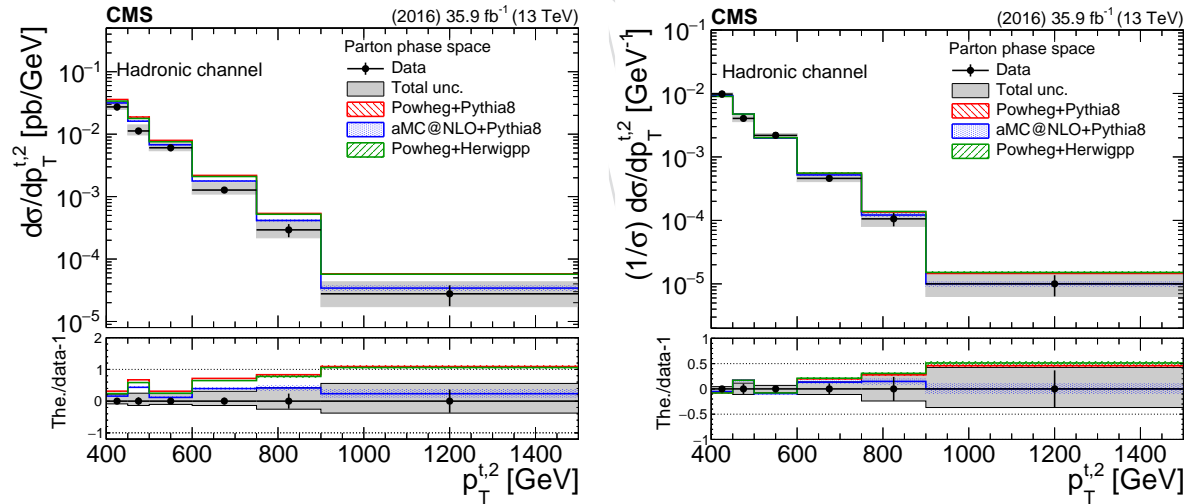 CMS (2016) 35.9 fb⁻¹ (13 TeV)
Parton phase space
Hadronic channel
Data
Total unc.
Powheg+Pythia8
aMC@NLO+Pythia8
Powheg+Herwigpp
dσ/dp_T^{t,2} [pb/GeV]
10⁻¹
10⁻²
10⁻³
10⁻⁴
10⁻⁵
The./data-1
2
1
0
−1
400 600 800 1000 1200 1400
p_T^{t,2} [GeV]
CMS (2016) 35.9 fb⁻¹ (13 TeV)
Parton phase space
Hadronic channel
Data
Total unc.
Powheg+Pythia8
aMC@NLO+Pythia8
Powheg+Herwigpp
(1/σ) dσ/dp_T^{t,2} [GeV⁻¹]
10⁻¹
10⁻²
10⁻³
10⁻⁴
10⁻⁵
The./data-1
1
0.5
0
−0.5
−1
400 600 800 1000 1200 1400
p_T^{t,2} [GeV]